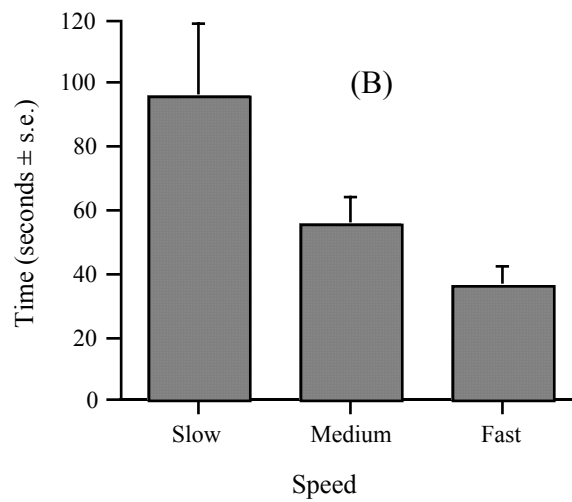 120
100
80
60
40
20
0
Time (seconds ± s.e.)
(B)
Slow
Medium
Fast
Speed